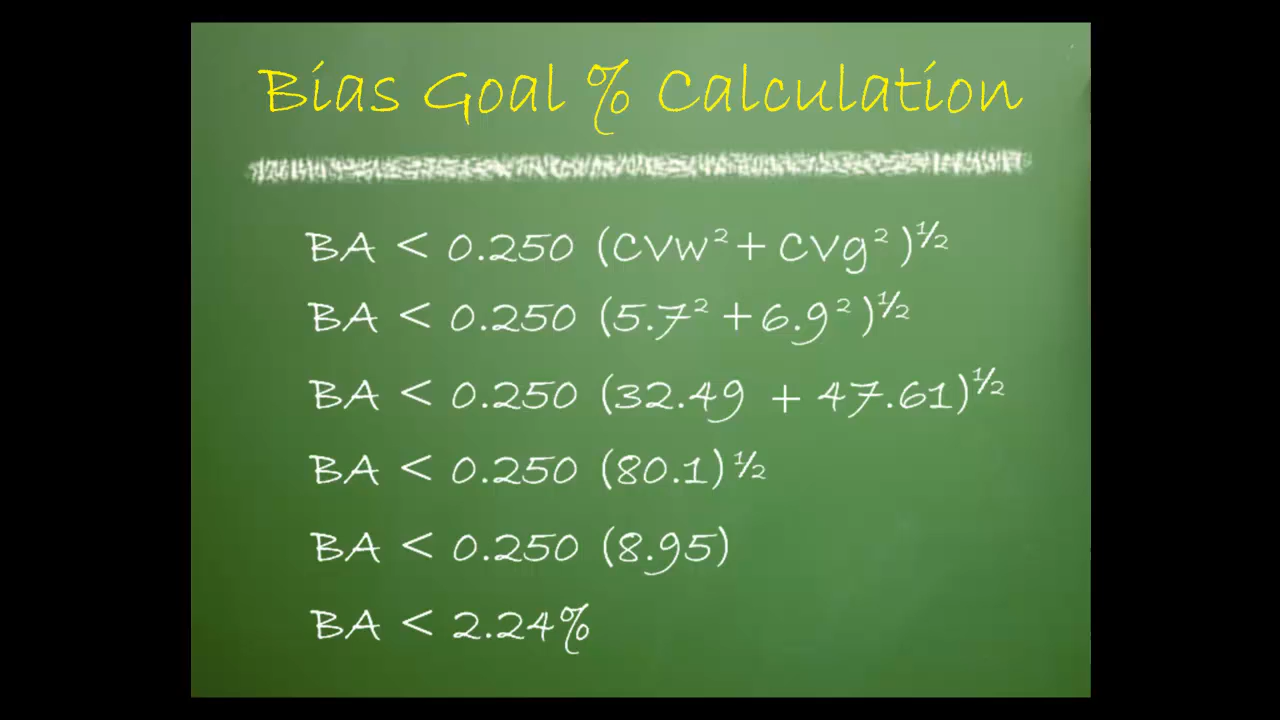 Bias Goal % Calculation
BA < 0.250 (CVw² + CVg²)½
BA < 0.250 (5.7² + 6.9²)½
BA < 0.250 (32.49 + 47.61)½
BA < 0.250 (80.1)½
BA < 0.250 (8.95)
BA < 2.24%